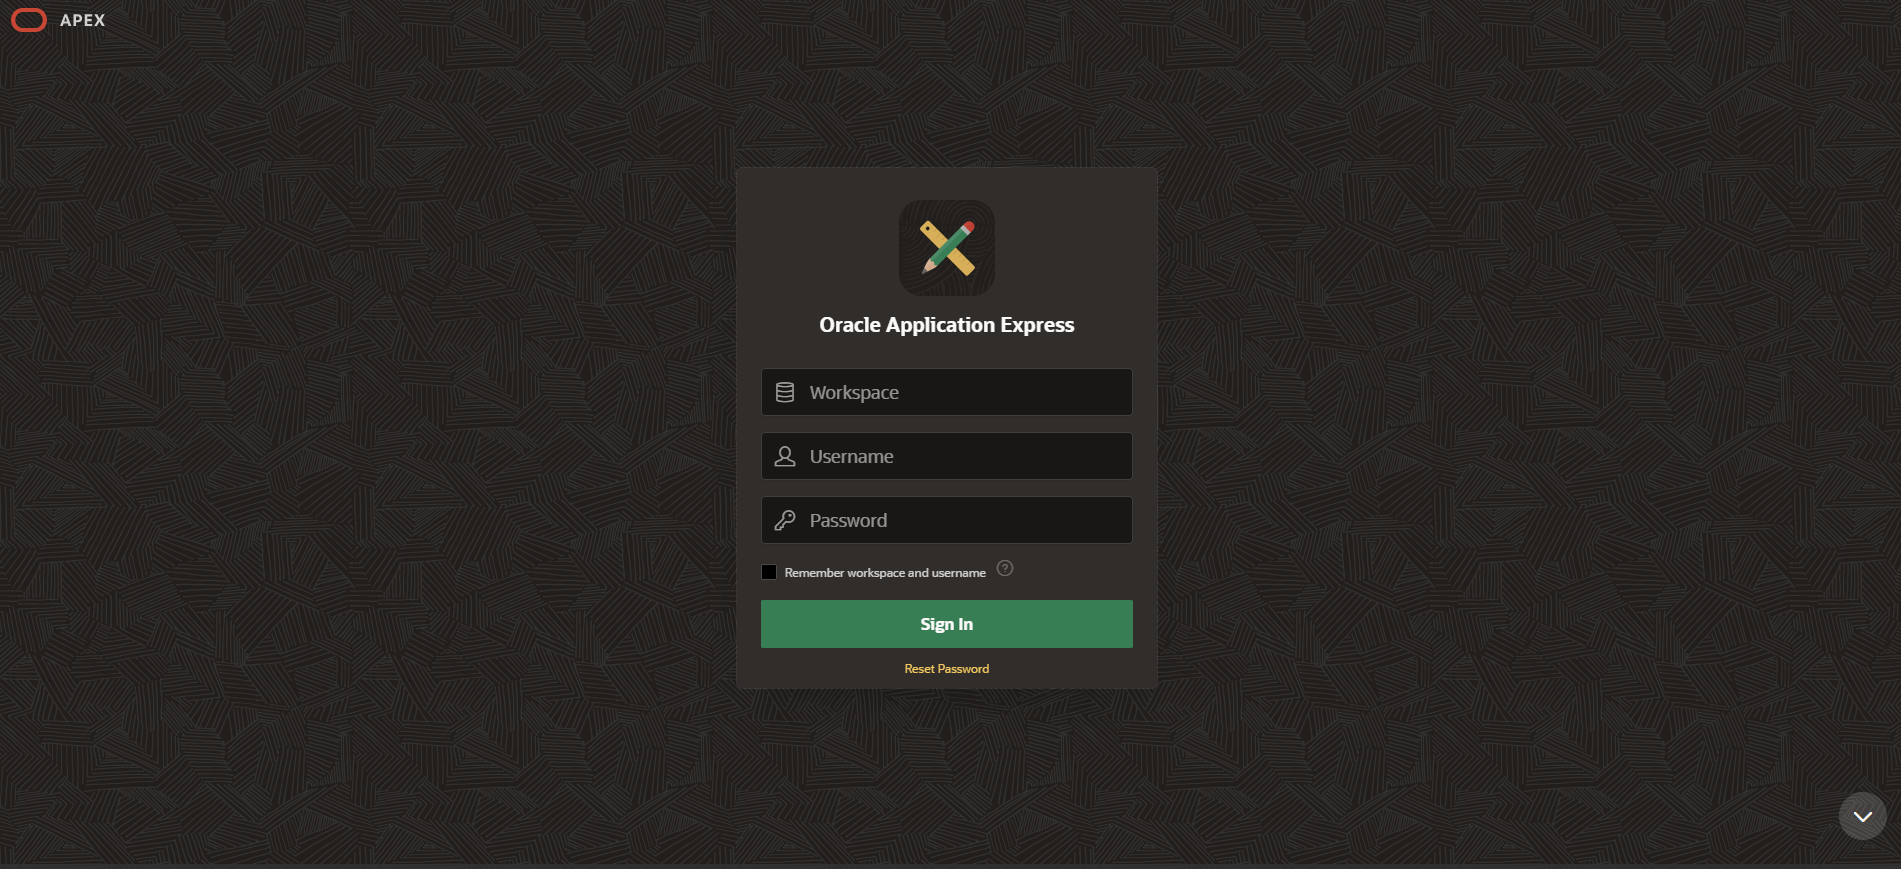 APEX
Oracle Application Express
Workspace
Username
Password
Remember workspace and username ?
Sign In
Reset Password